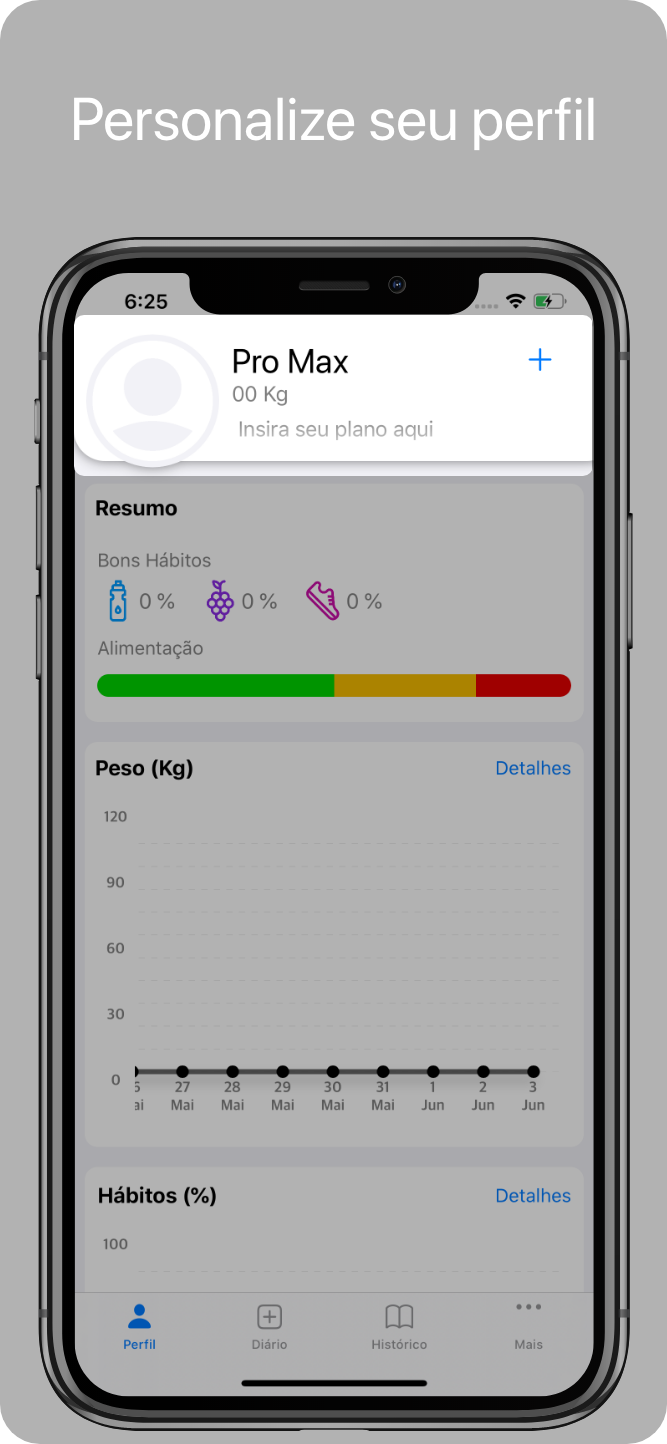 Personalize seu perfil
6:25
Pro Max
00 Kg
Insira seu plano aqui
Resumo
Bons Hábitos
0 % 0 % 0 %
Alimentação
Peso (Kg) Detalhes
120
90
60
30
0
27 28 29 30 31 1 2 3
Mai Mai Mai Mai Mai Jun Jun Jun
Hábitos (%) Detalhes
100
Perfil Diário Histórico Mais